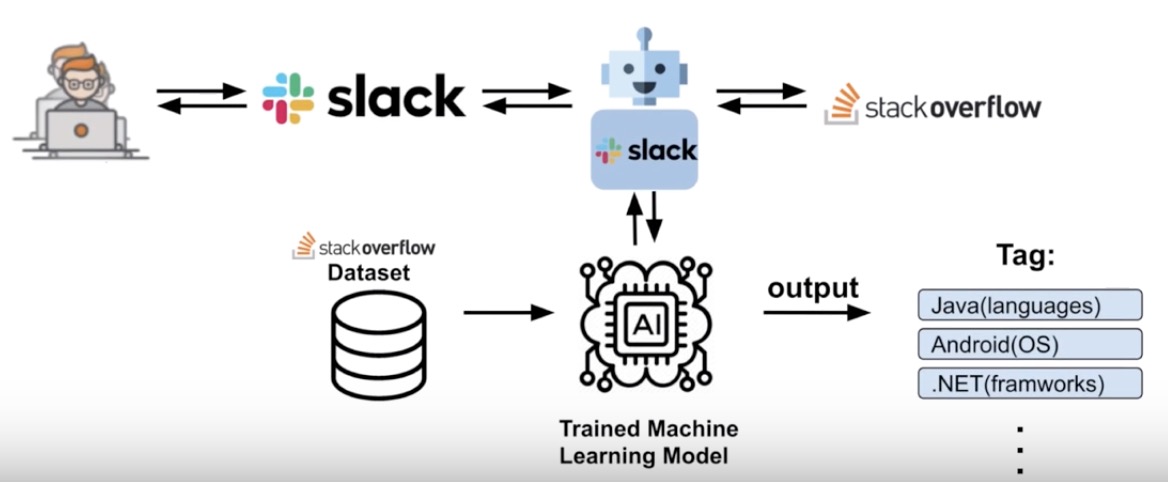 slack
slack
stackoverflow
stackoverflow
Dataset
Tag:
output
Java(languages)
AI
Android(OS)
.NET(framworks)
Trained Machine
Learning Model